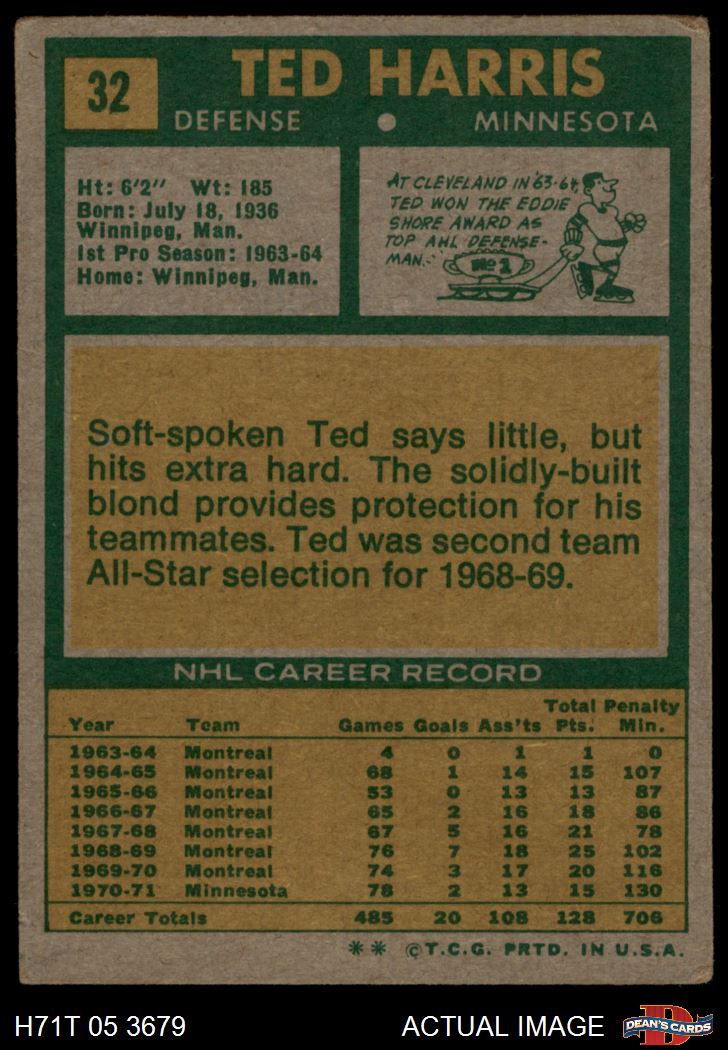 32
TED HARRIS
DEFENSE • MINNESOTA
Ht: 6'2" Wt: 185
Born: July 18, 1936
Winnipeg, Man.
1st Pro Season: 1963-64
Home: Winnipeg, Man.
AT CLEVELAND IN '63-64,
TED WON THE EDDIE
SHORE AWARD AS
TOP AHL DEFENSE-
MAN.
No 1
Soft-spoken Ted says little, but
hits extra hard. The solidly-built
blond provides protection for his
teammates. Ted was second team
All-Star selection for 1968-69.
NHL CAREER RECORD
Total Penalty
Year Team Games Goals Ass'ts Pts. Min.
1963-64 Montreal 4 0 1 1 0
1964-65 Montreal 68 1 14 15 107
1965-66 Montreal 53 0 13 13 87
1966-67 Montreal 65 2 16 18 86
1967-68 Montreal 67 5 16 21 78
1968-69 Montreal 76 7 18 25 102
1969-70 Montreal 74 3 17 20 116
1970-71 Minnesota 78 2 13 15 130
Career Totals 485 20 108 128 706
** ©T.C.G. PRTD. IN U.S.A.
H71T 05 3679 ACTUAL IMAGE
D
DEAN'S CARDS